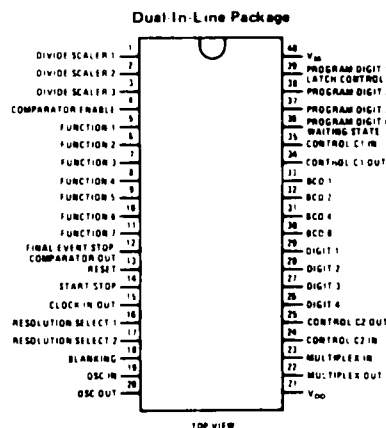 Dual-In-Line Package
1
DIVIDE SCALER 1
2
DIVIDE SCALER 2
3
DIVIDE SCALER 3
4
COMPARATOR ENABLE
5
FUNCTION 1
6
FUNCTION 2
7
FUNCTION 3
8
FUNCTION 4
9
FUNCTION 5
10
FUNCTION 6
11
FUNCTION 7
12
FINAL EVENT STOP
COMPARATOR OUT
13
RESET
14
START STOP
15
CLOCK IN OUT
16
RESOLUTION SELECT 1
17
RESOLUTION SELECT 2
18
BLANKING
19
OSC IN
20
OSC OUT
40
39
PROGRAM DIGIT
LATCH CONTROL
38
PROGRAM DIGIT
37
PROGRAM DIGIT
36
PROGRAM DIGIT
WAITING STATE
35
CONTROL C1 IN
34
CONTROL C1 OUT
33
BCD 1
32
BCD 2
31
BCD 4
30
BCD 8
29
DIGIT 1
28
DIGIT 2
27
DIGIT 3
26
DIGIT 4
25
CONTROL C2 OUT
24
CONTROL C2 IN
23
MULTIPLEX IN
22
MULTIPLEX OUT
21
VDD
TOP VIEW